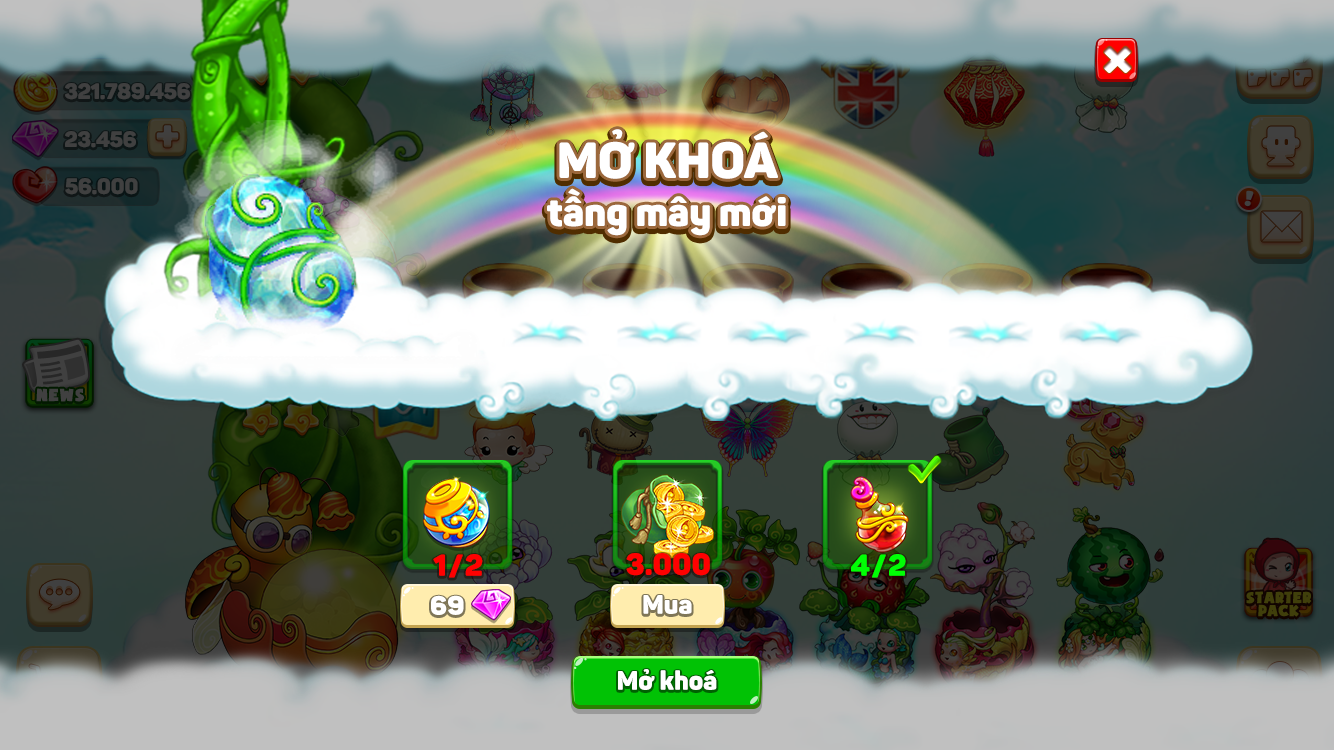 321.789.456
23.456
56.000
MỞ KHOÁ
tầng mây mới
NEWS
1/2
3.000
4/2
69
Mua
STARTER
PACK
Mở khoá